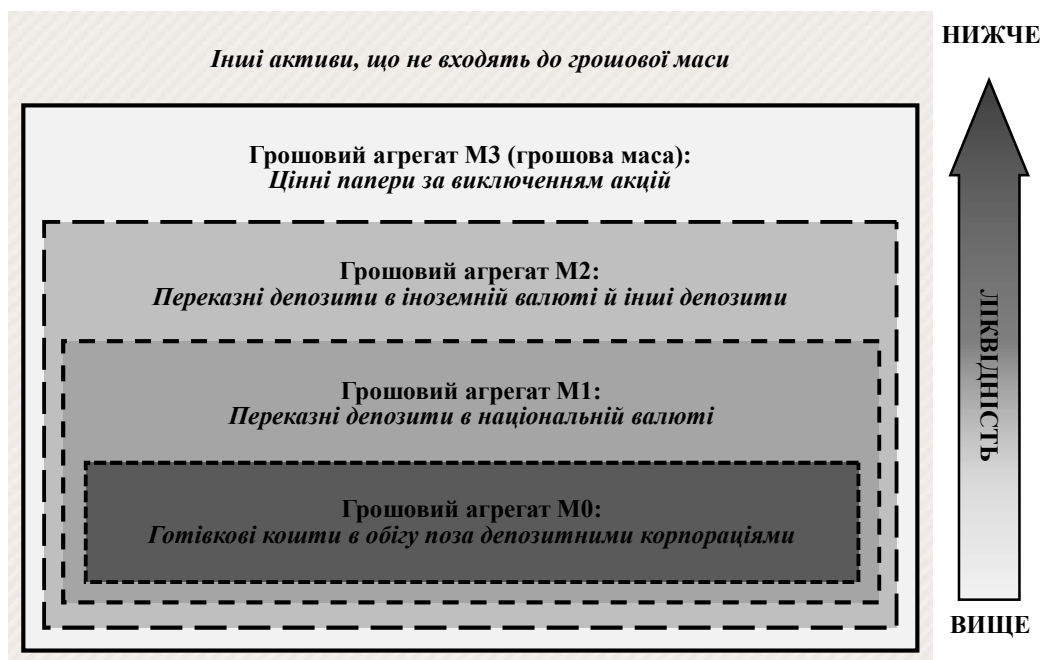 НИЖЧЕ
Інші активи, що не входять до грошової маси
Грошовий агрегат М3 (грошова маса):
Цінні папери за виключенням акцій
Грошовий агрегат М2:
Переказні депозити в іноземній валюті й інші депозити
Грошовий агрегат М1:
Переказні депозити в національній валюті
Грошовий агрегат М0:
Готівкові кошти в обігу поза депозитними корпораціями
ЛІКВІДНІСТЬ
ВИЩЕ